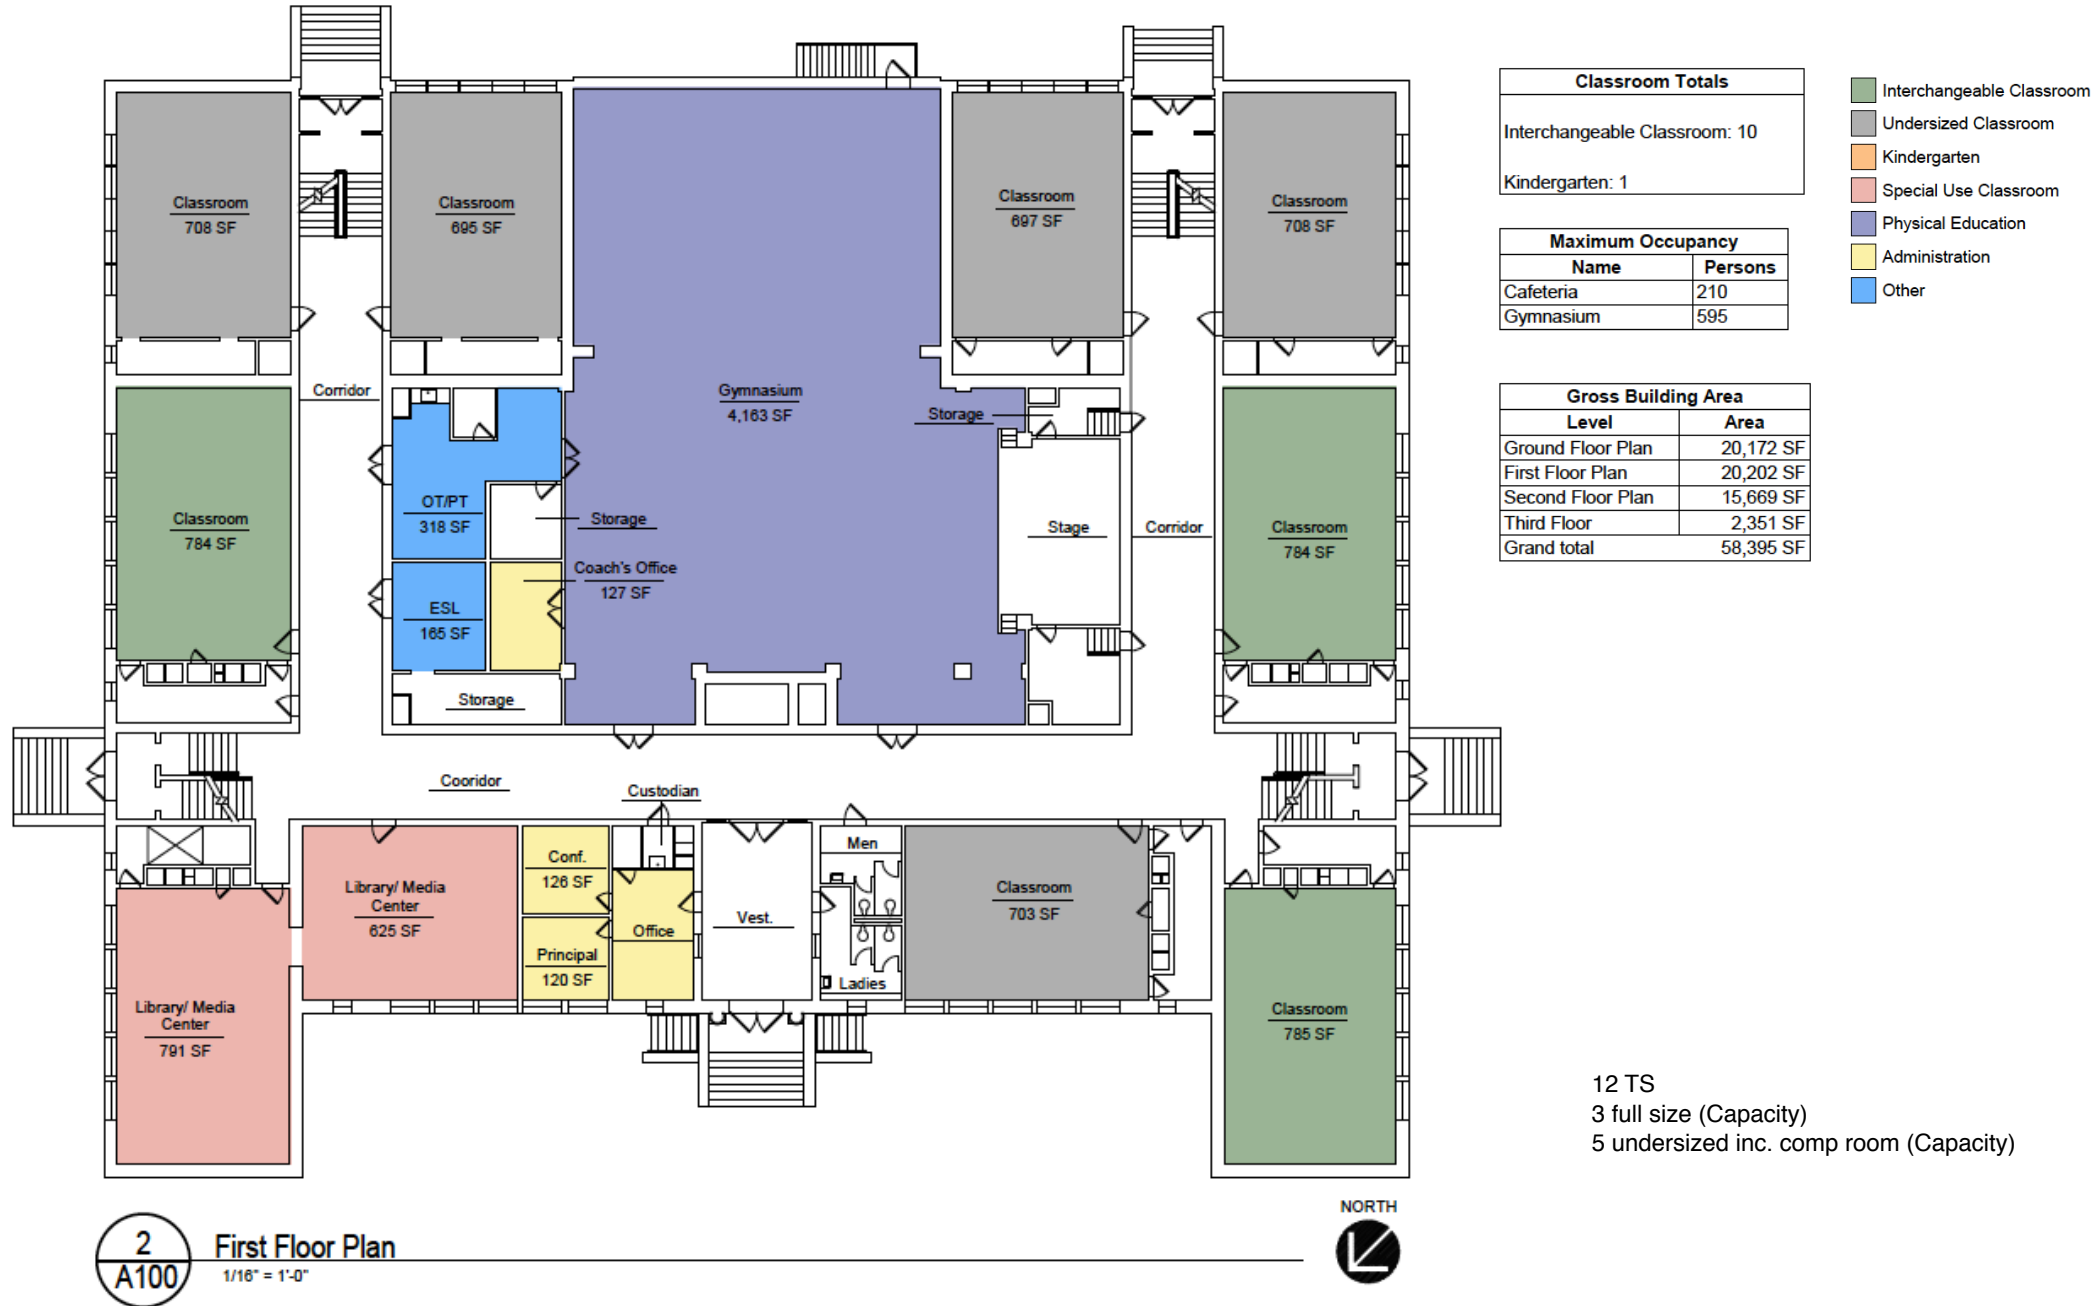 Classroom
708 SF
Classroom
695 SF
Classroom
697 SF
Classroom
708 SF
Corridor
Gymnasium
4,163 SF
Storage
Classroom
784 SF
OT/PT
318 SF
Storage
Stage
Corridor
Classroom
784 SF
Coach's Office
127 SF
ESL
165 SF
Storage
Cooridor
Custodian
Men
Conf.
126 SF
Library/ Media
Center
625 SF
Classroom
703 SF
Vest.
Office
Principal
120 SF
Ladies
Library/ Media
Center
791 SF
Classroom
785 SF
Classroom Totals
Interchangeable Classroom: 10
Kindergarten: 1
Maximum Occupancy
Name Persons
Cafeteria 210
Gymnasium 595
Gross Building Area
Level Area
Ground Floor Plan 20,172 SF
First Floor Plan 20,202 SF
Second Floor Plan 15,669 SF
Third Floor 2,351 SF
Grand total 58,395 SF
Interchangeable Classroom
Undersized Classroom
Kindergarten
Special Use Classroom
Physical Education
Administration
Other
12 TS
3 full size (Capacity)
5 undersized inc. comp room (Capacity)
NORTH
2
A100
First Floor Plan
1/16" = 1'-0"